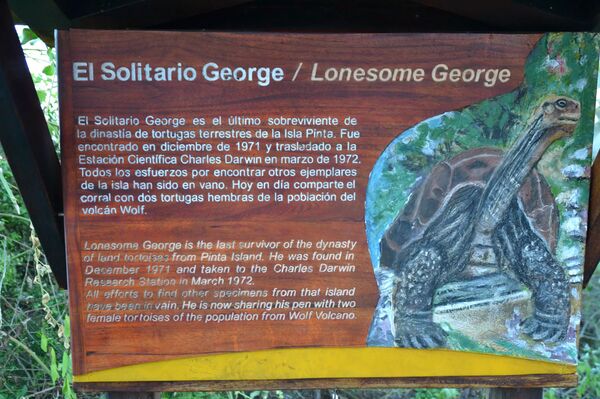 El Solitario George / Lonesome George
El Solitario George es el último sobreviviente de
la dinastía de tortugas terrestres de la Isla Pinta. Fue
encontrado en diciembre de 1971 y trasledado a la
Estación Científica Charles Darwin en marzo de 1972.
Todos los esfuerzos por encontrar otros ejemplares
de la isla han sido en vano. Hoy en día comparte el
corral con dos tortugas hembras de la población del
volcán Wolf.
Lonesome George is the last survivor of the dynasty
of land tortoises from Pinta Island. He was found in
December 1971 and taken to the Charles Darwin
Research Station in March 1972.
All efforts to find other specimens from that island
have been in vain. He is now sharing his pen with two
female tortoises of the population from Wolf Volcano.